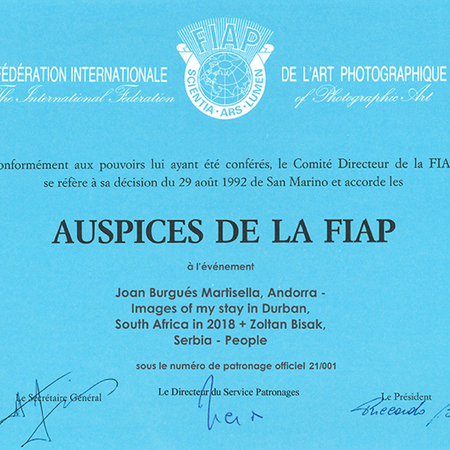 FIAP
SCIENTIA - ARS - LUMEN
FÉDÉRATION INTERNATIONALE DE L'ART PHOTOGRAPHIQUE
The International Federation of Photographic Art
onformément aux pouvoirs lui ayant été conférés, le Comité Directeur de la FIA
se réfère à sa décision du 29 août 1992 de San Marino et accorde les
AUSPICES DE LA FIAP
à l'événement
Joan Burgués Martisella, Andorra -
Images of my stay in Durban,
South Africa in 2018 + Zoltan Bisak,
Serbia - People
sous le numéro de patronage officiel 21/001
Le Secrétaire Général Le Directeur du Service Patronages Le Président
Riccardo